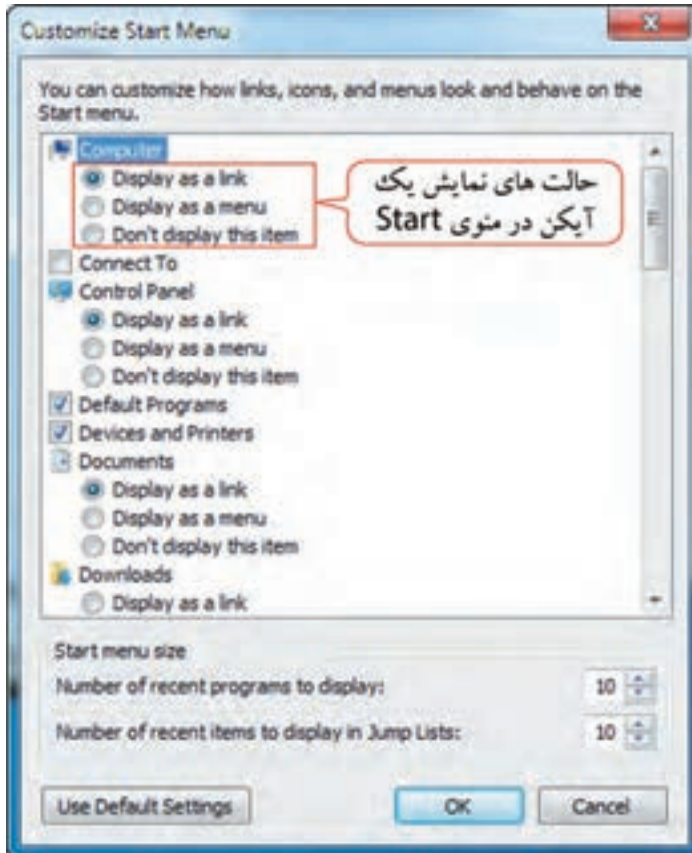 Customize Start Menu
You can customize how links, icons, and menus look and behave on the
Start menu.
Computer
Display as a link
Display as a menu
Don't display this item
حالت های نمایش یک
آیکن در منوی Start
Connect To
Control Panel
Display as a link
Display as a menu
Don't display this item
Default Programs
Devices and Printers
Documents
Display as a link
Display as a menu
Don't display this item
Downloads
Display as a link
Start menu size
Number of recent programs to display: 10
Number of recent items to display in Jump Lists: 10
Use Default Settings OK Cancel